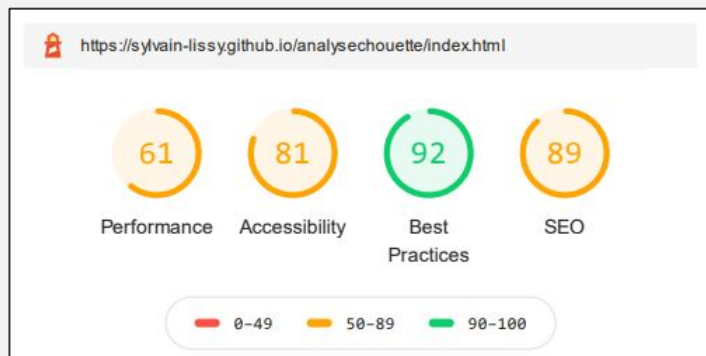 https://sylvain-lissy.github.io/analysechouette/index.html
61 81 92 89
Performance Accessibility Best Practices SEO
0-49 50-89 90-100